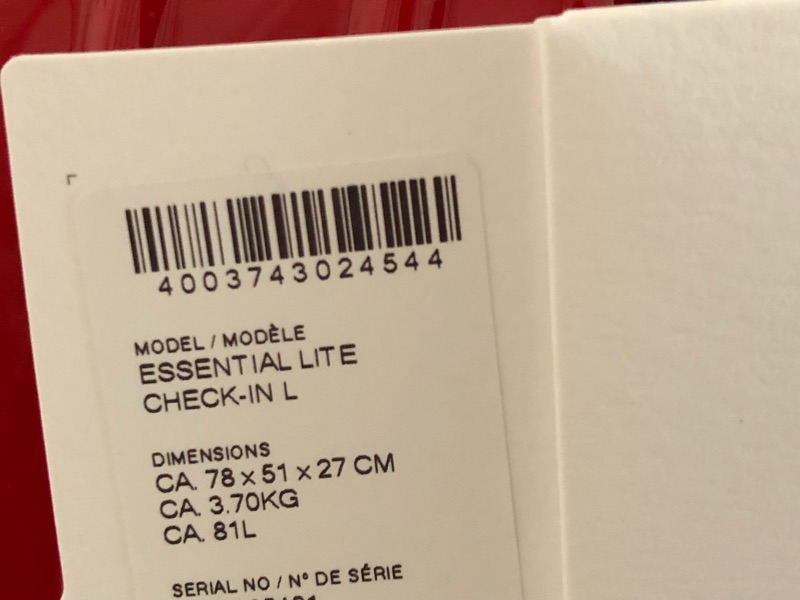 4003743024544
MODEL / MODÈLE
ESSENTIAL LITE
CHECK-IN L
DIMENSIONS
CA. 78 x 51 x 27 CM
CA. 3.70KG
CA. 81L
SERIAL NO / N° DE SÉRIE